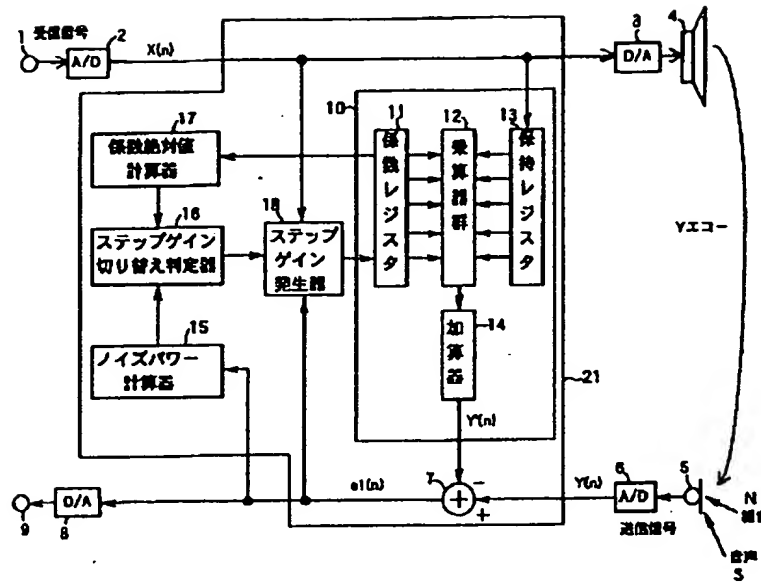 1
受信信号
A/D
2
X(n)
3
D/A
4
10
11
係数レジスタ
12
乗算器群
13
保持レジスタ
17
係数絶対値
計算器
16
ステップゲイン
切り替え判定器
18
ステップ
ゲイン
発生器
15
ノイズパワー
計算器
14
加算器
Yエコー
21
Y'(n)
7
-
+
e1(n)
Y(n)
6
A/D
送信信号
5
N
雑音
音声
S
9
D/A
8